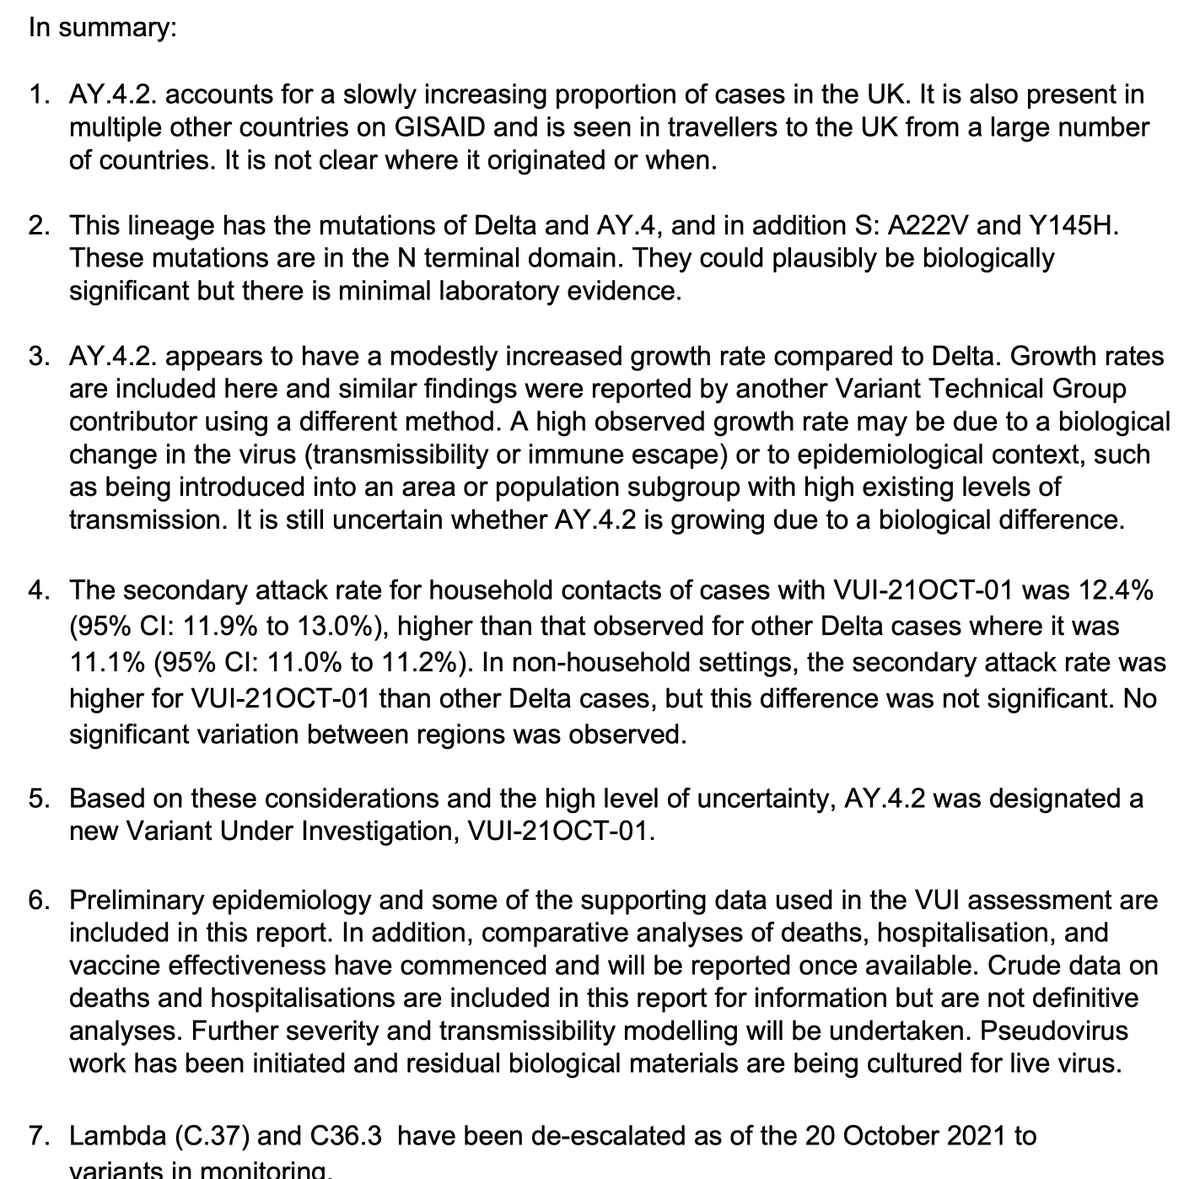 In summary:
1. AY.4.2. accounts for a slowly increasing proportion of cases in the UK. It is also present in
multiple other countries on GISAID and is seen in travellers to the UK from a large number
of countries. It is not clear where it originated or when.
2. This lineage has the mutations of Delta and AY.4, and in addition S: A222V and Y145H.
These mutations are in the N terminal domain. They could plausibly be biologically
significant but there is minimal laboratory evidence.
3. AY.4.2. appears to have a modestly increased growth rate compared to Delta. Growth rates
are included here and similar findings were reported by another Variant Technical Group
contributor using a different method. A high observed growth rate may be due to a biological
change in the virus (transmissibility or immune escape) or to epidemiological context, such
as being introduced into an area or population subgroup with high existing levels of
transmission. It is still uncertain whether AY.4.2 is growing due to a biological difference.
4. The secondary attack rate for household contacts of cases with VUI-21OCT-01 was 12.4%
(95% CI: 11.9% to 13.0%), higher than that observed for other Delta cases where it was
11.1% (95% CI: 11.0% to 11.2%). In non-household settings, the secondary attack rate was
higher for VUI-21OCT-01 than other Delta cases, but this difference was not significant. No
significant variation between regions was observed.
5. Based on these considerations and the high level of uncertainty, AY.4.2 was designated a
new Variant Under Investigation, VUI-21OCT-01.
6. Preliminary epidemiology and some of the supporting data used in the VUI assessment are
included in this report. In addition, comparative analyses of deaths, hospitalisation, and
vaccine effectiveness have commenced and will be reported once available. Crude data on
deaths and hospitalisations are included in this report for information but are not definitive
analyses. Further severity and transmissibility modelling will be undertaken. Pseudovirus
work has been initiated and residual biological materials are being cultured for live virus.
7. Lambda (C.37) and C36.3 have been de-escalated as of the 20 October 2021 to
variants in monitoring.